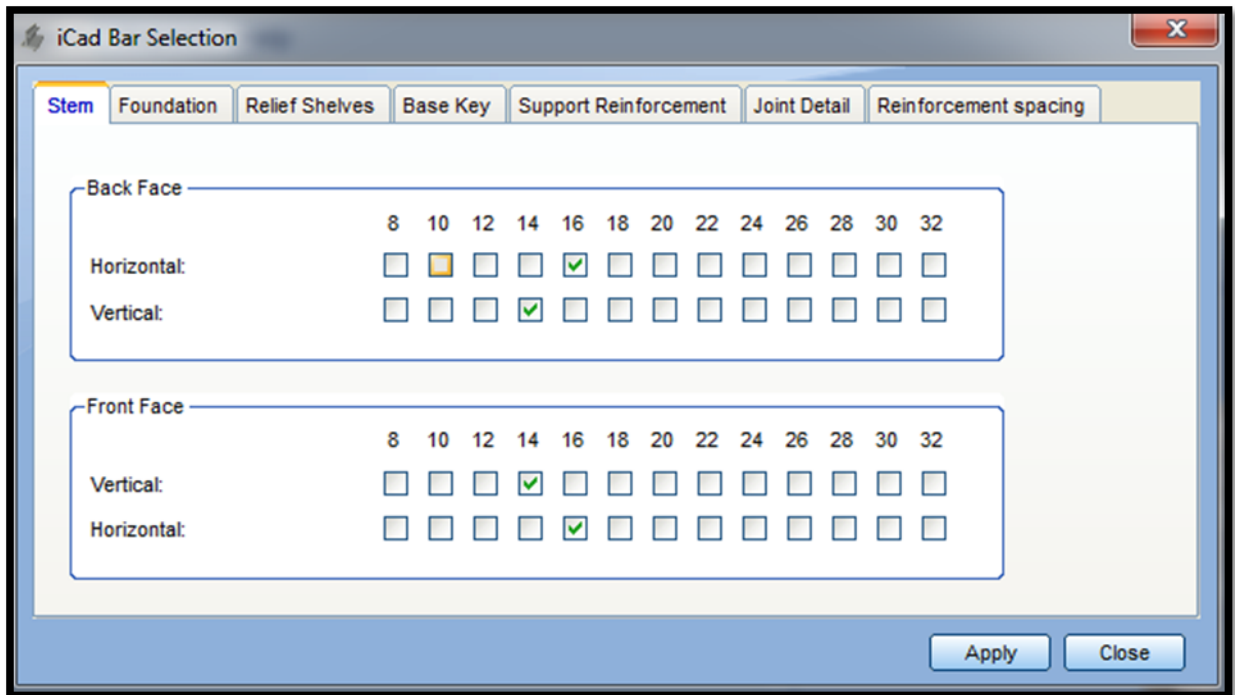 iCad Bar Selection
Stem Foundation Relief Shelves Base Key Support Reinforcement Joint Detail Reinforcement spacing
Back Face
8 10 12 14 16 18 20 22 24 26 28 30 32
Horizontal:
Vertical:
Front Face
8 10 12 14 16 18 20 22 24 26 28 30 32
Vertical:
Horizontal:
Apply Close